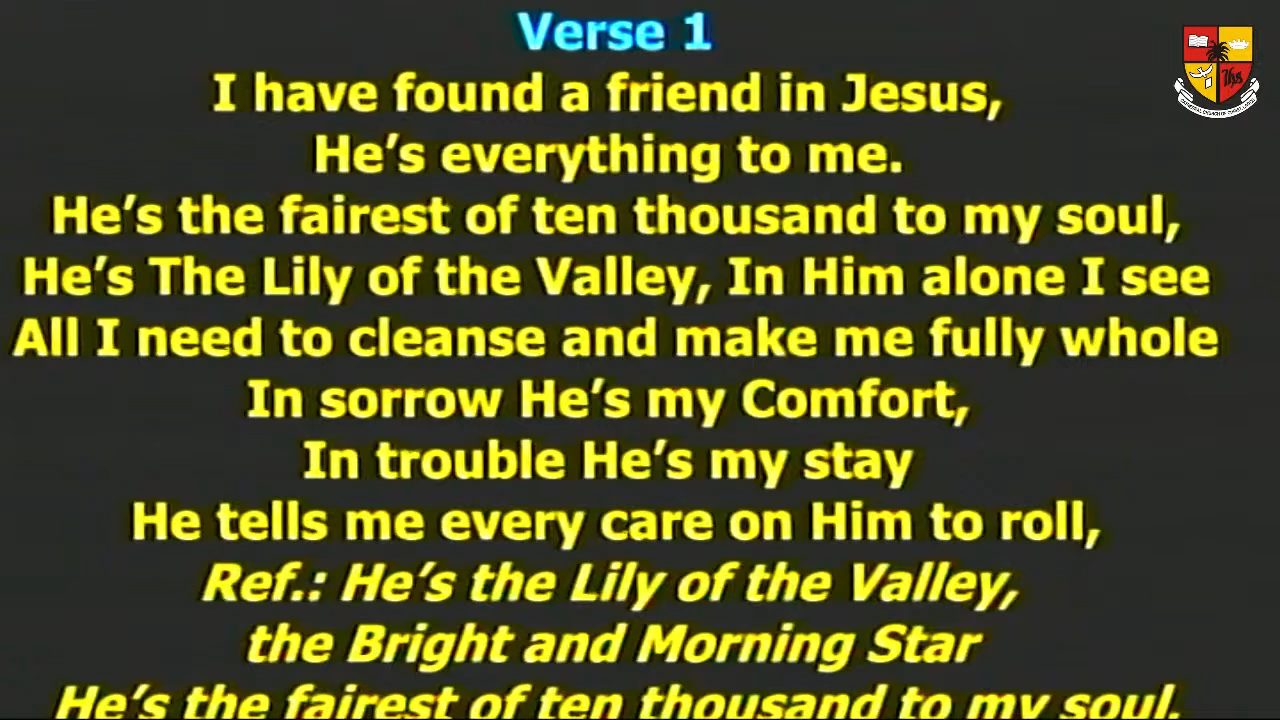 Verse 1
I have found a friend in Jesus,
He's everything to me.
He's the fairest of ten thousand to my soul,
He's The Lily of the Valley, In Him alone I see
All I need to cleanse and make me fully whole
In sorrow He's my Comfort,
In trouble He's my stay
He tells me every care on Him to roll,
Ref.: He's the Lily of the Valley,
the Bright and Morning Star
He's the fairest of ten thousand to my soul.